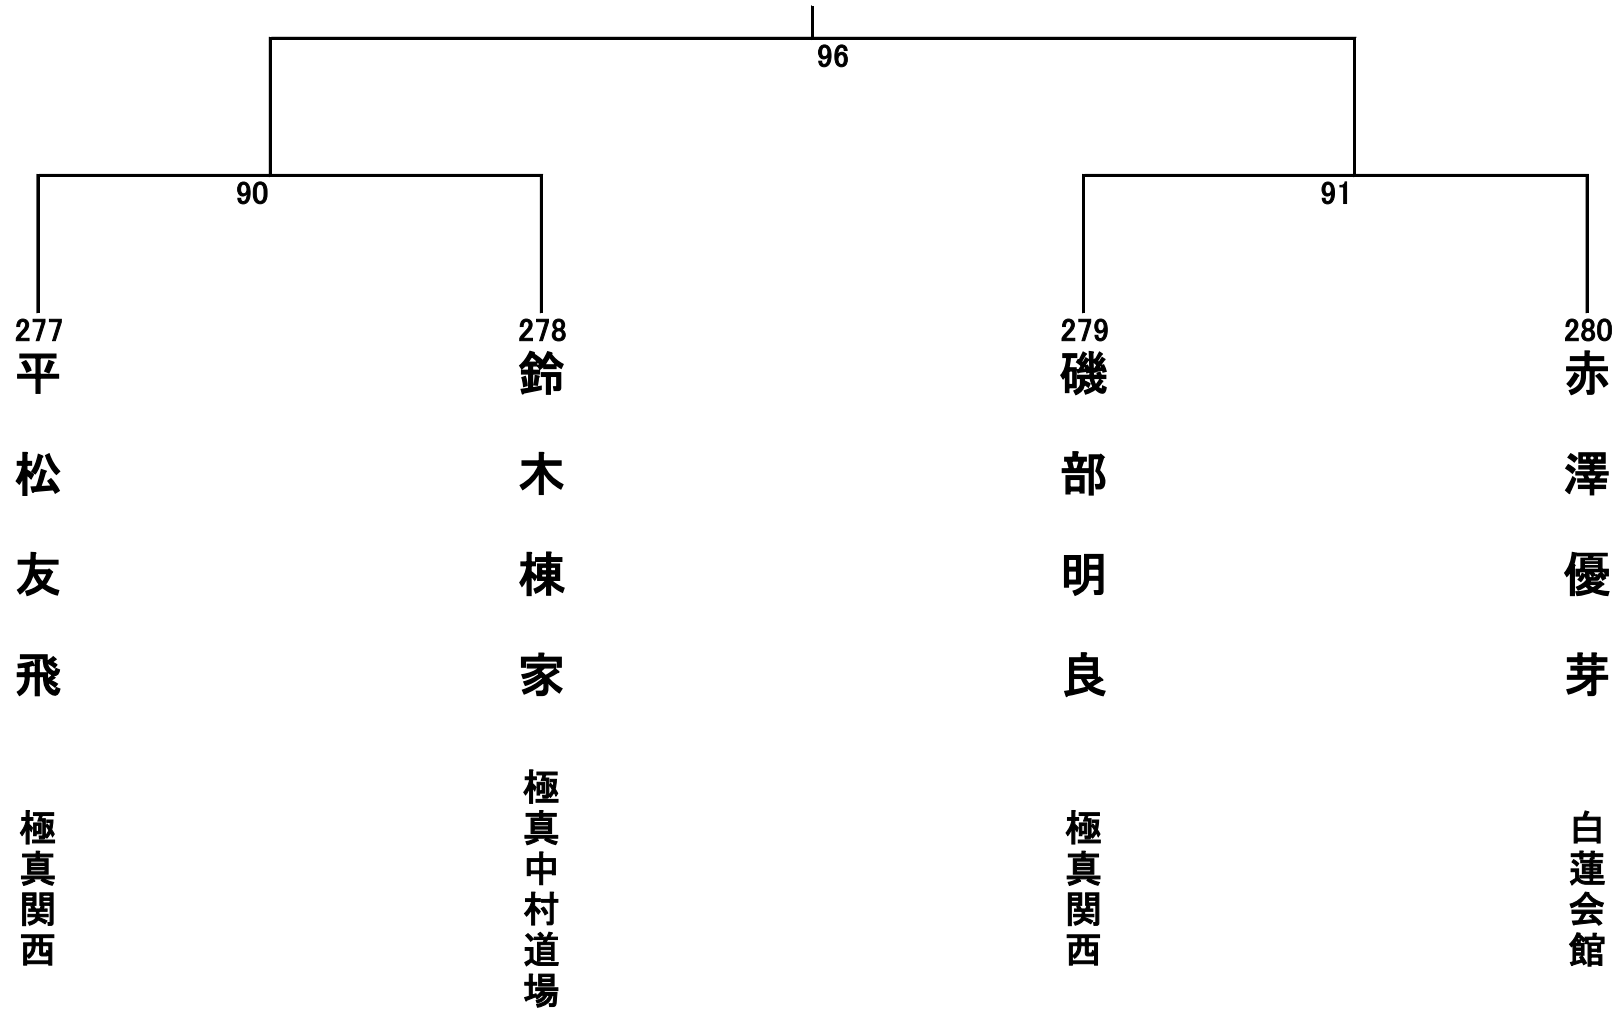 96
90
91
277
平松友飛
極真関西
278
鈴木棟家
極真中村道場
279
磯部明良
極真関西
280
赤澤優芽
白蓮会館